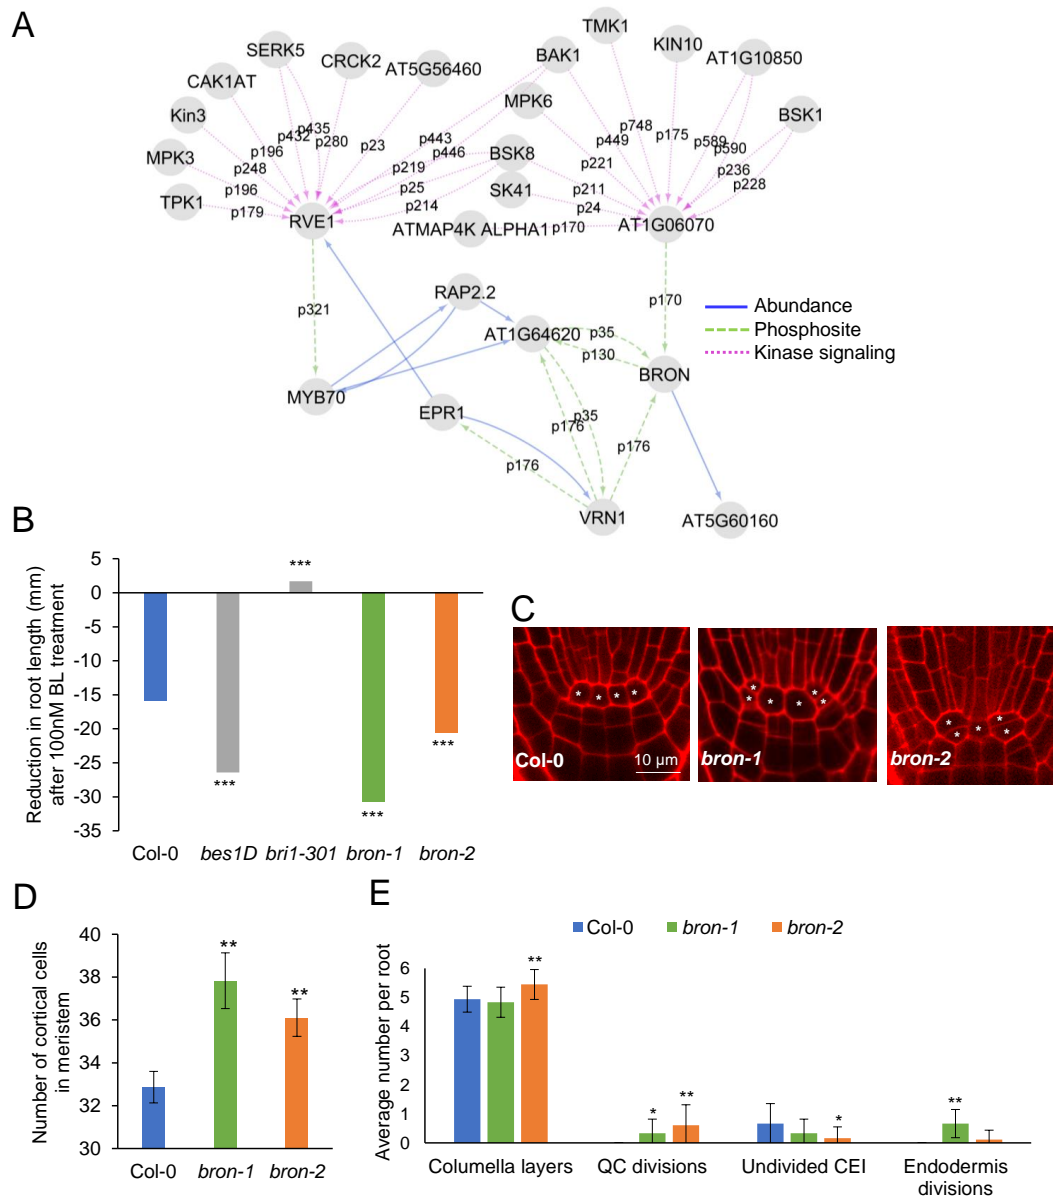 A
TMK1
SERK5
CRCK2
AT5G56460
BAK1
KIN10
AT1G10850
CAK1AT
MPK6
BSK1
Kin3
p432
p435
p280
p23
p443
p446
p449
p748
p175
p589
p590
MPK3
p196
p248
p219
BSK8
p221
p236
p228
TPK1
p196
p179
p25
p214
SK41
p211
p24
RVE1
ATMAP4K ALPHA1
p170
AT1G06070
p321
RAP2.2
p170
Abundance
Phosphosite
Kinase signaling
AT1G64620
p35
p130
BRON
MYB70
EPR1
p35
p176
p176
p176
VRN1
AT5G60160
B
Reduction in root length (mm)
after 100nM BL treatment
5
0
-5
-10
-15
-20
-25
-30
-35
***
***
***
***
Col-0
bes1D
bri1-301
bron-1
bron-2
C
* * * *
* * * * *
* * * * *
Col-0
10 µm
bron-1
bron-2
D
Number of cortical cells
in meristem
40
38
36
34
32
30
**
**
Col-0
bron-1
bron-2
E
Col-0
bron-1
bron-2
Average number per root
6
5
4
3
2
1
0
**
*
**
*
**
Columella layers
QC divisions
Undivided CEI
Endodermis
divisions